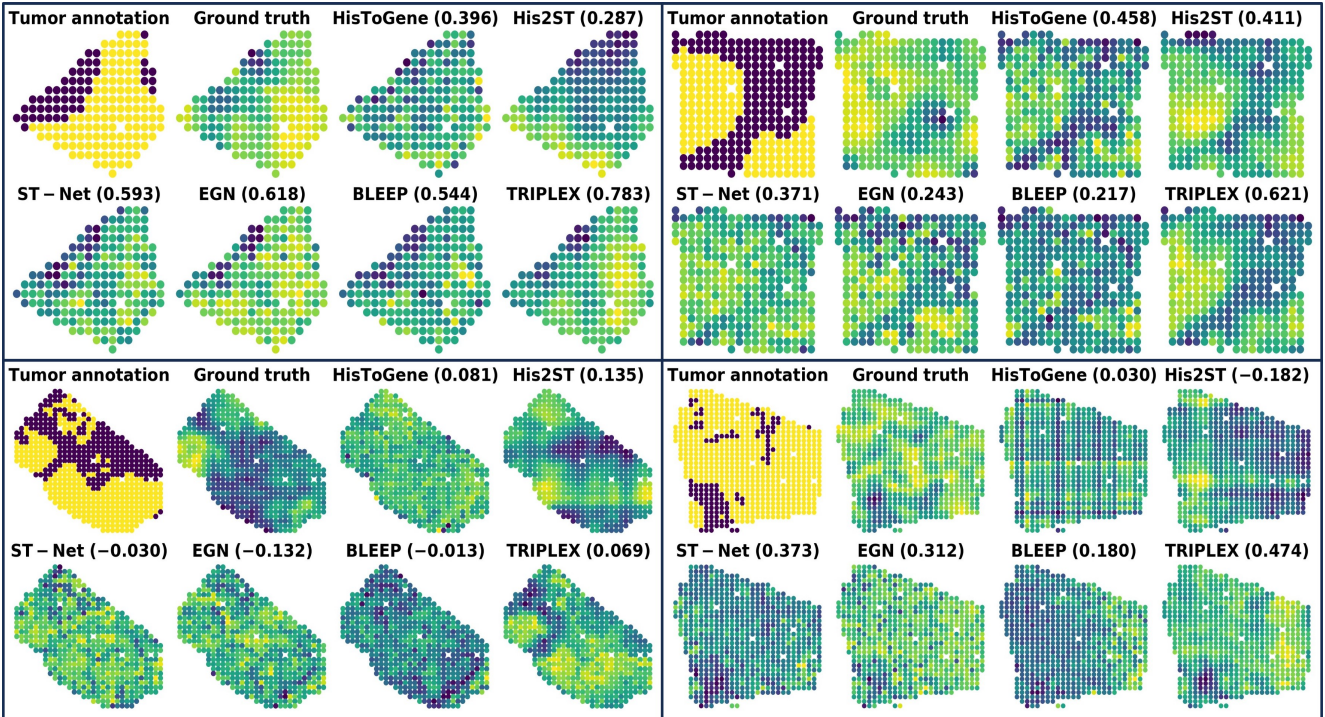 Tumor annotation Ground truth HisToGene (0.396) His2ST (0.287)
ST − Net (0.593) EGN (0.618) BLEEP (0.544) TRIPLEX (0.783)
Tumor annotation Ground truth HisToGene (0.458) His2ST (0.411)
ST − Net (0.371) EGN (0.243) BLEEP (0.217) TRIPLEX (0.621)
Tumor annotation Ground truth HisToGene (0.081) His2ST (0.135)
ST − Net (−0.030) EGN (−0.132) BLEEP (−0.013) TRIPLEX (0.069)
Tumor annotation Ground truth HisToGene (0.030) His2ST (−0.182)
ST − Net (0.373) EGN (0.312) BLEEP (0.180) TRIPLEX (0.474)